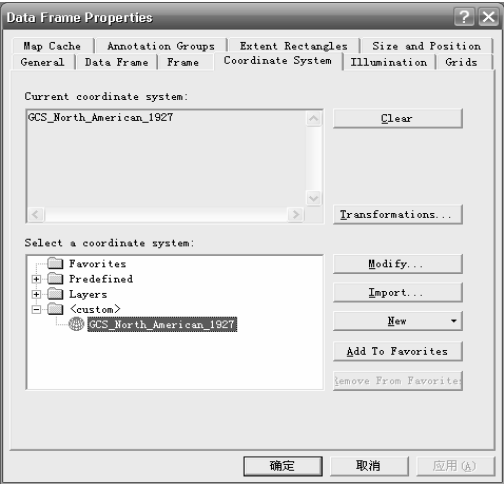 Data Frame Properties
Map Cache Annotation Groups Extent Rectangles Size and Position
General Data Frame Frame Coordinate System Illumination Grids
Current coordinate system:
GCS_North_American_1927
Clear
Transformations...
Select a coordinate system:
Favorites
Predefined
Layers
<custom>
GCS_North_American_1927
Modify...
Import...
New
Add To Favorites
Remove From Favorites
确定 取消 应用(A)